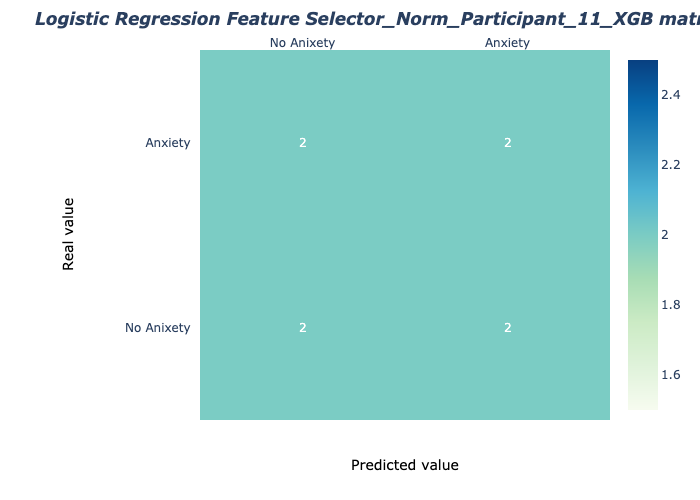 Logistic Regression Feature Selector_Norm_Participant_11_XGB
No Anixety Anxiety
Anxiety 2 2
No Anixety 2 2
Real value
Predicted value
2.4
2.2
2
1.8
1.6